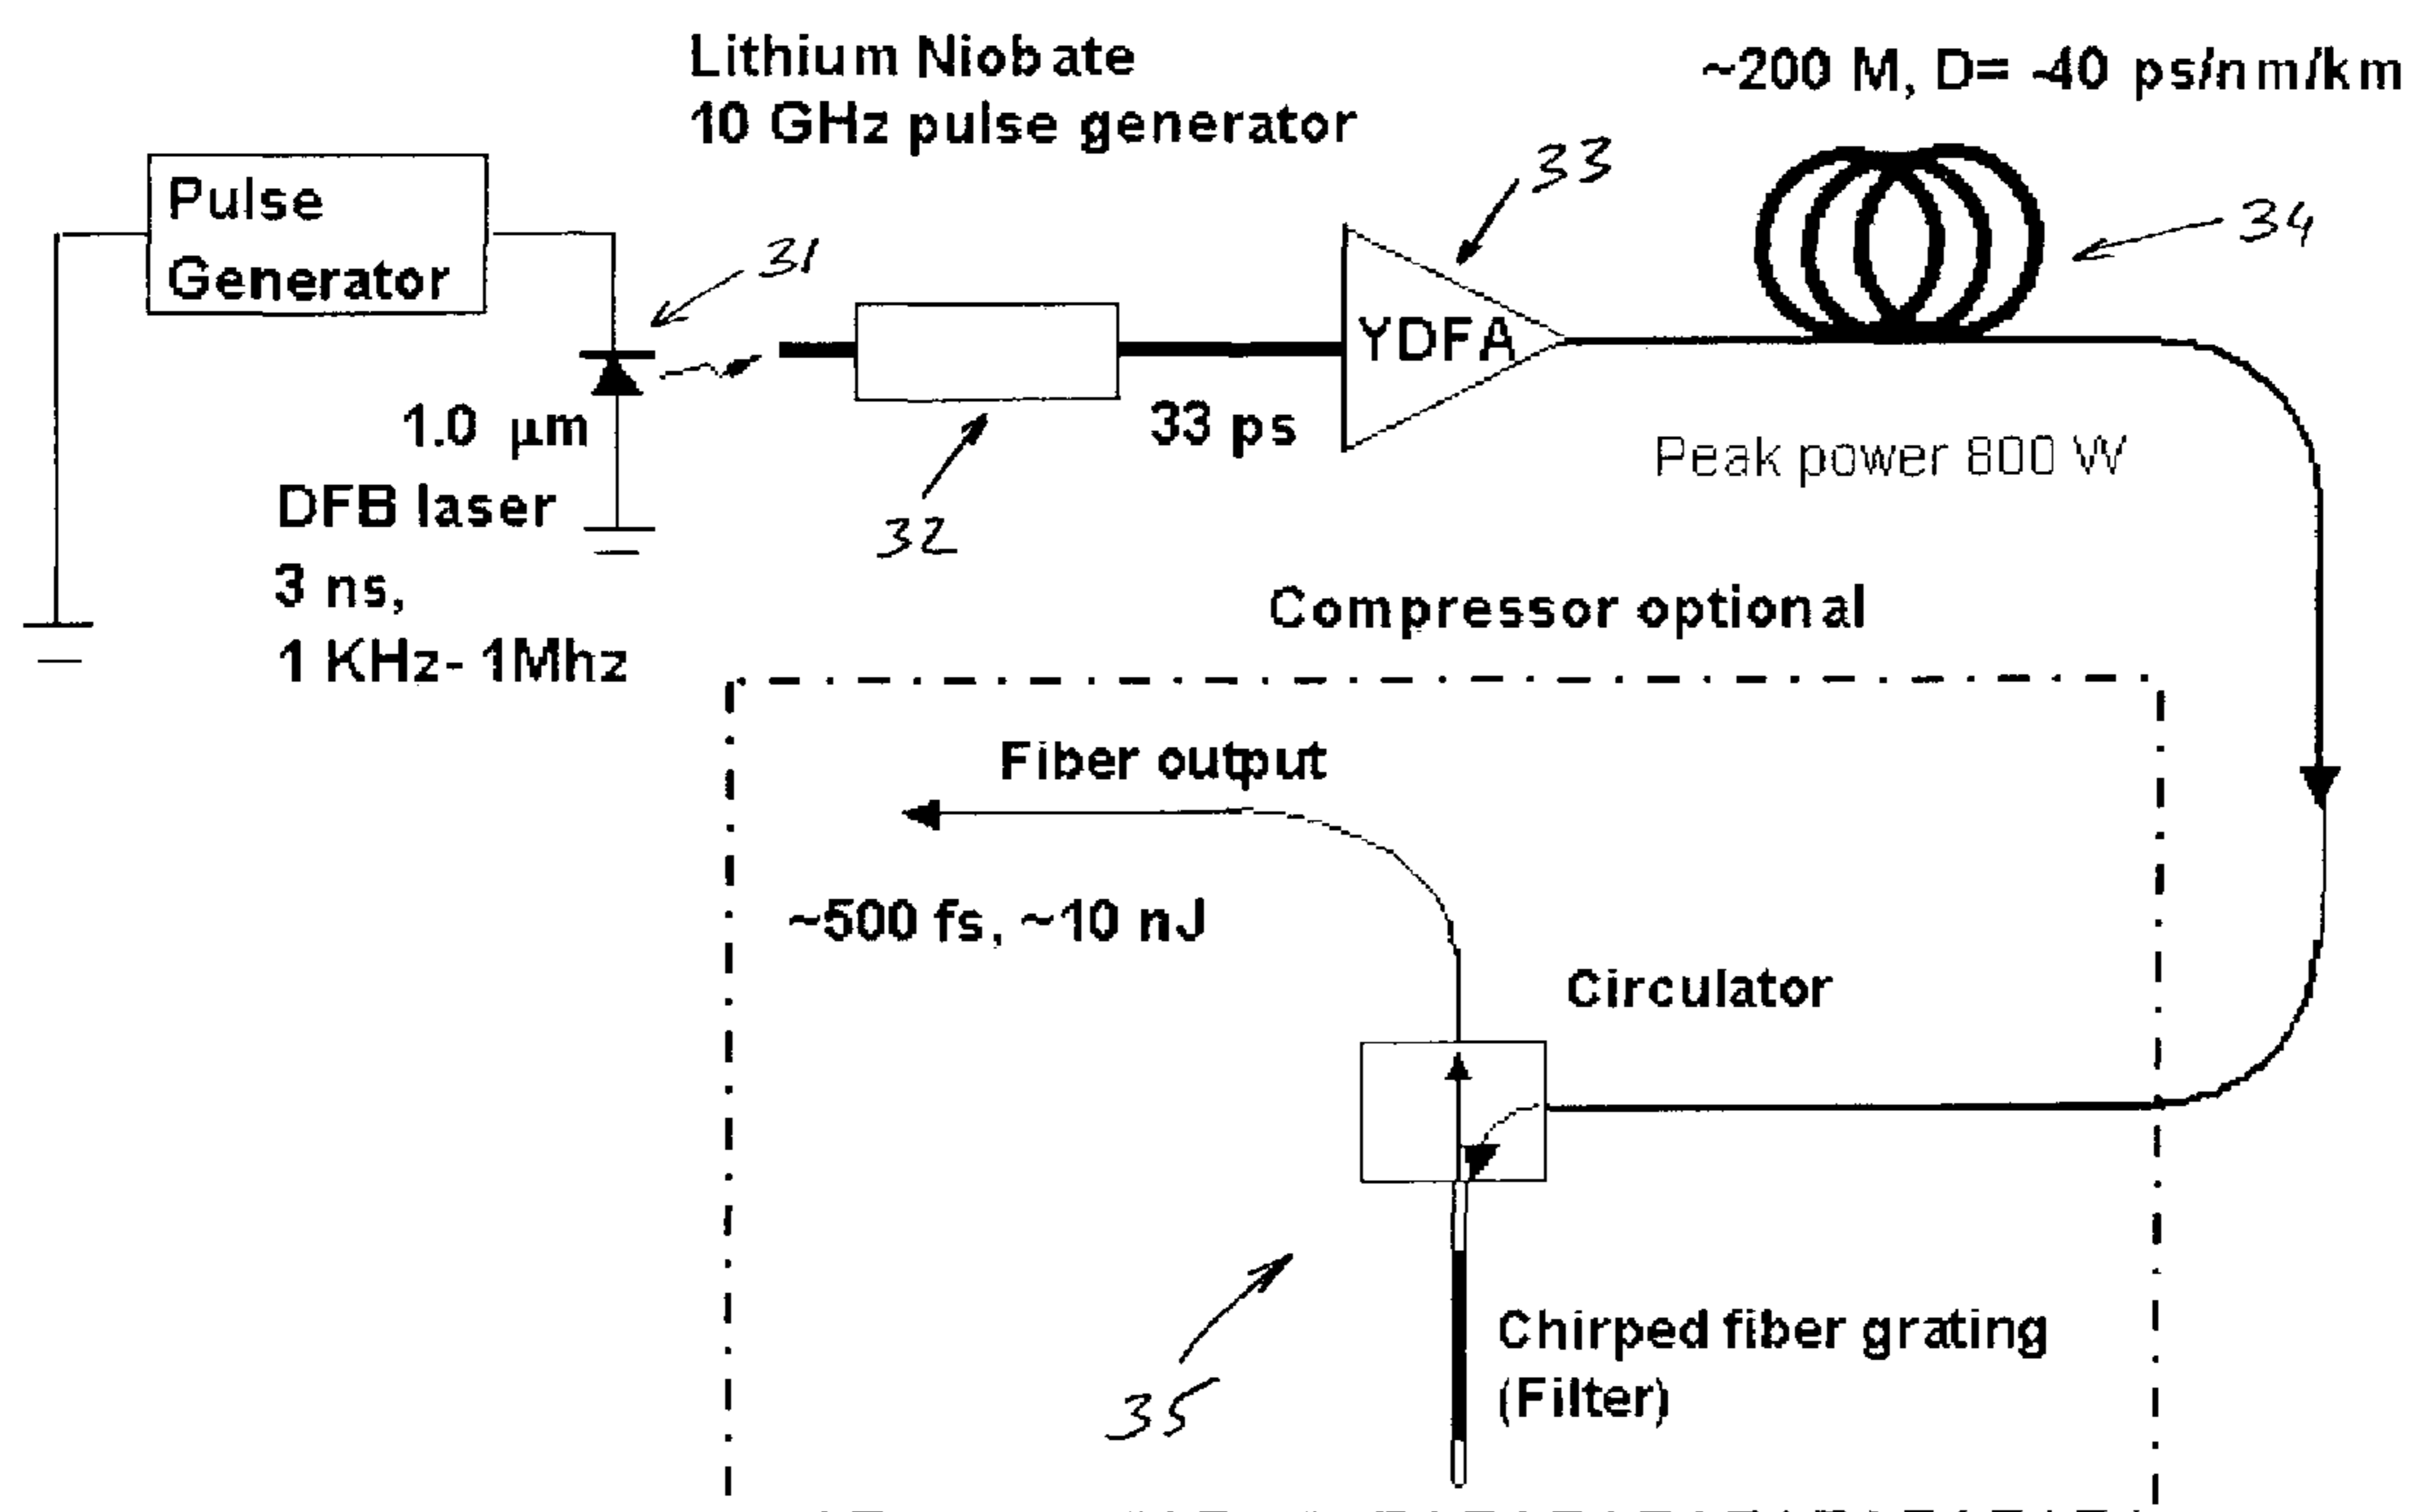 Lithium Niobate
10 GHz pulse generator
~200 M, D= -40 ps/nm/km
33
34
Pulse
Generator
31
YDFA
1.0 µm
33 ps
Peak power 800 W
DFB laser
32
3 ns,
1 KHz- 1Mhz
Compressor optional
Fiber output
~500 fs, ~10 nJ
Circulator
Chirped fiber grating
(Filter)
35